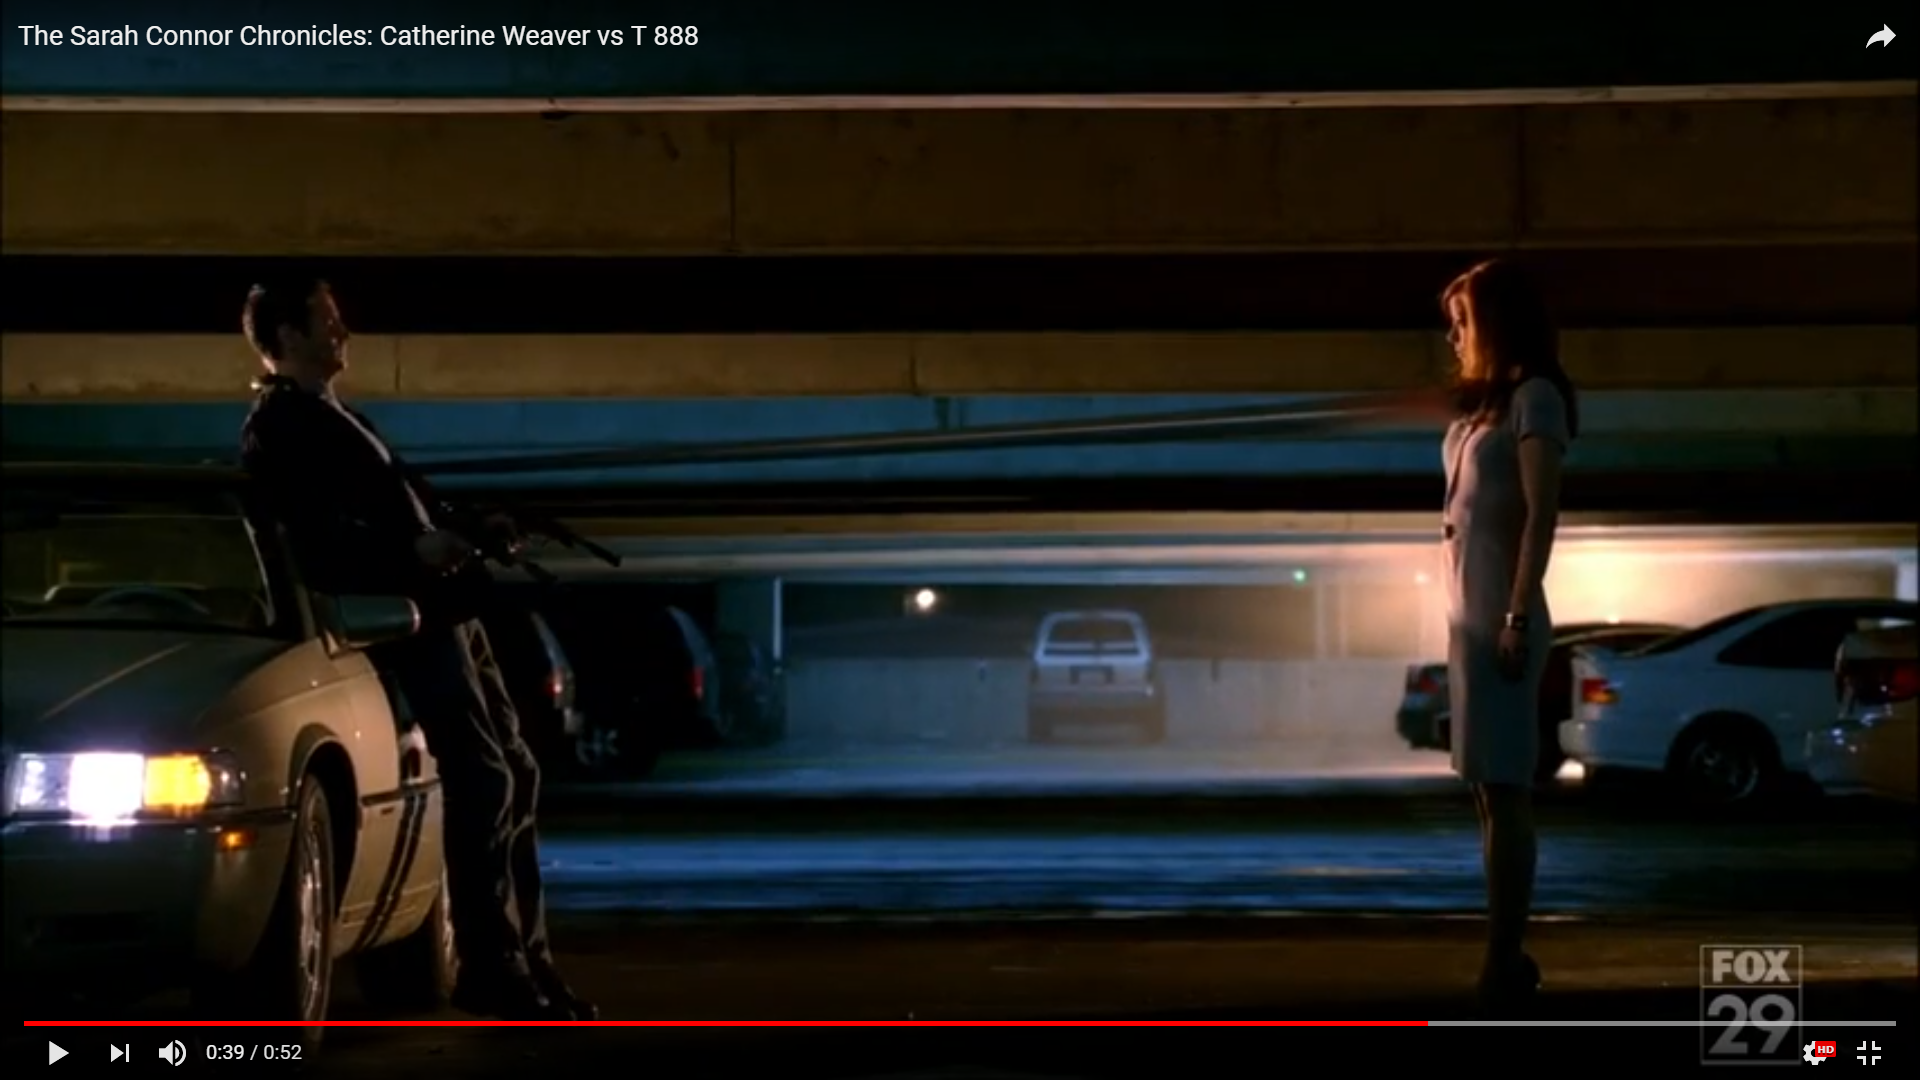 The Sarah Connor Chronicles: Catherine Weaver vs T 888
FOX
29
0:39 / 0:52
HD